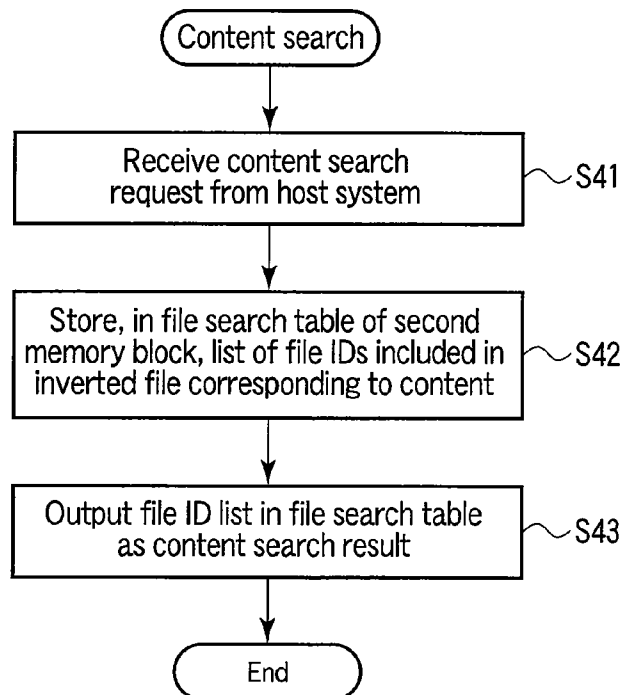 Content search
Receive content search
request from host system
S41
Store, in file search table of second
memory block, list of file IDs included in
inverted file corresponding to content
S42
Output file ID list in file search table
as content search result
S43
End